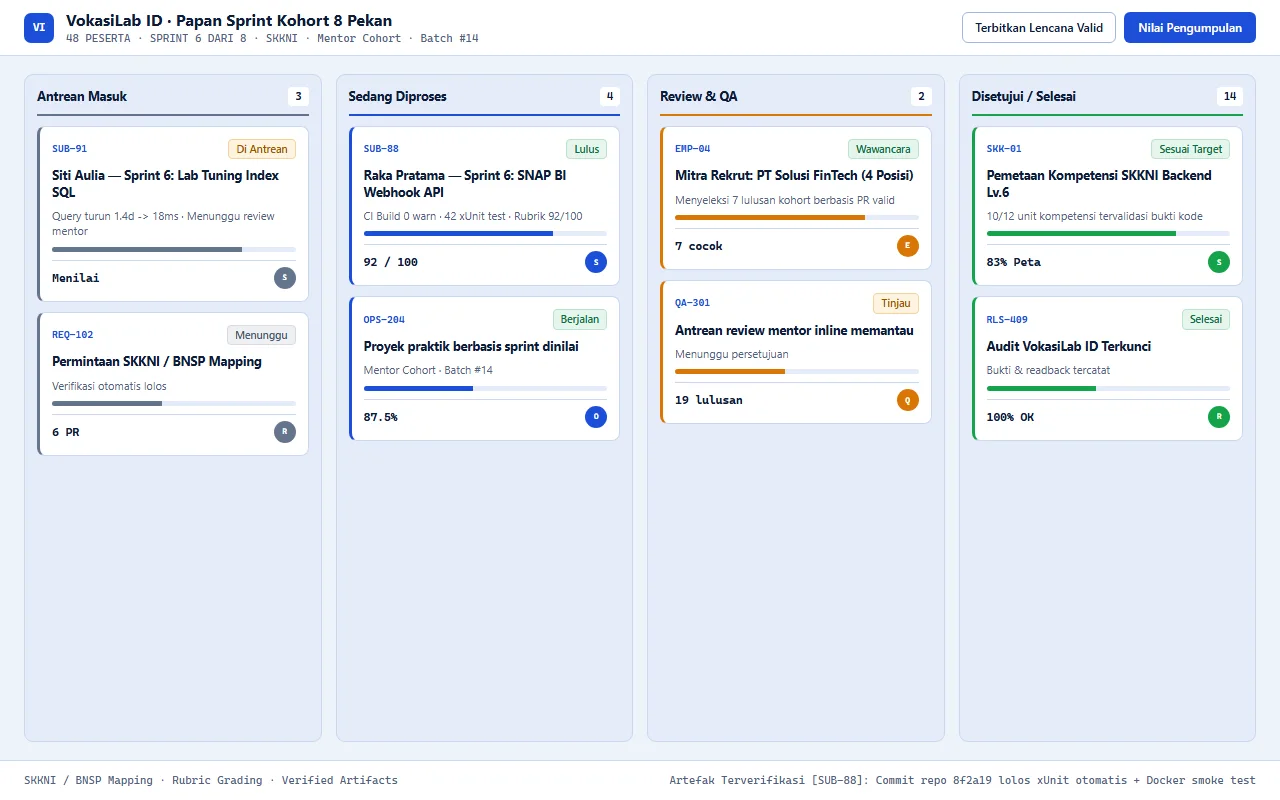 VI
VokasiLab ID · Papan Sprint Kohort 8 Pekan
48 PESERTA · SPRINT 6 DARI 8 · SKKNI · Mentor Cohort · Batch #14
Terbitkan Lencana Valid
Nilai Pengumpulan
Antrean Masuk
3
SUB-91
Di Antrean
Siti Aulia — Sprint 6: Lab Tuning Index
SQL
Query turun 1.4d -> 18ms · Menunggu review
mentor
Menilai
S
REQ-102
Menunggu
Permintaan SKKNI / BNSP Mapping
Verifikasi otomatis lolos
6 PR
R
Sedang Diproses
4
SUB-88
Lulus
Raka Pratama — Sprint 6: SNAP BI
Webhook API
CI Build 0 warn · 42 xUnit test · Rubrik 92/100
92 / 100
S
OPS-204
Berjalan
Proyek praktik berbasis sprint dinilai
Mentor Cohort · Batch #14
87.5%
O
Review & QA
2
EMP-04
Wawancara
Mitra Rekrut: PT Solusi FinTech (4 Posisi)
Menyeleksi 7 lulusan kohort berbasis PR valid
7 cocok
E
QA-301
Tinjau
Antrean review mentor inline memantau
Menunggu persetujuan
19 lulusan
Q
Disetujui / Selesai
14
SKK-01
Sesuai Target
Pemetaan Kompetensi SKKNI Backend
Lv.6
10/12 unit kompetensi tervalidasi bukti kode
83% Peta
S
RLS-409
Selesai
Audit VokasiLab ID Terkunci
Bukti & readback tercatat
100% OK
R
SKKNI / BNSP Mapping · Rubric Grading · Verified Artifacts
Artefak Terverifikasi [SUB-88]: Commit repo 8f2a19 lolos xUnit otomatis + Docker smoke test